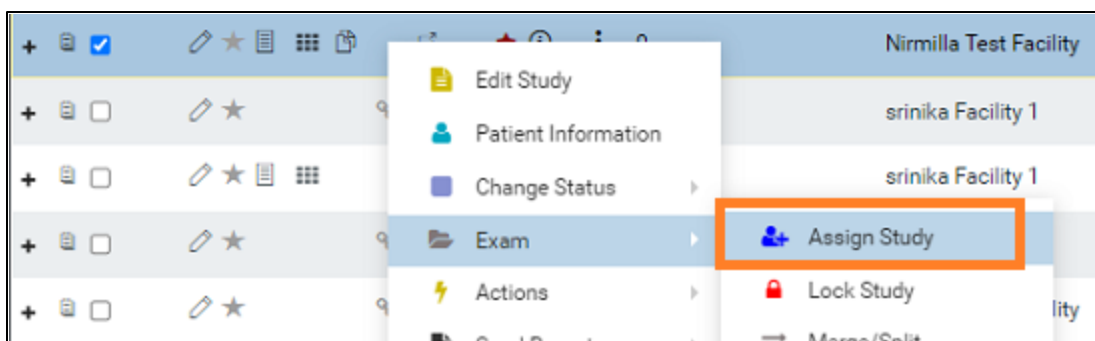 Nirmilla Test Facility
Edit Study
srinika Facility 1
Patient Information
Change Status
srinika Facility 1
Exam
Assign Study
Actions
Lock Study
lity